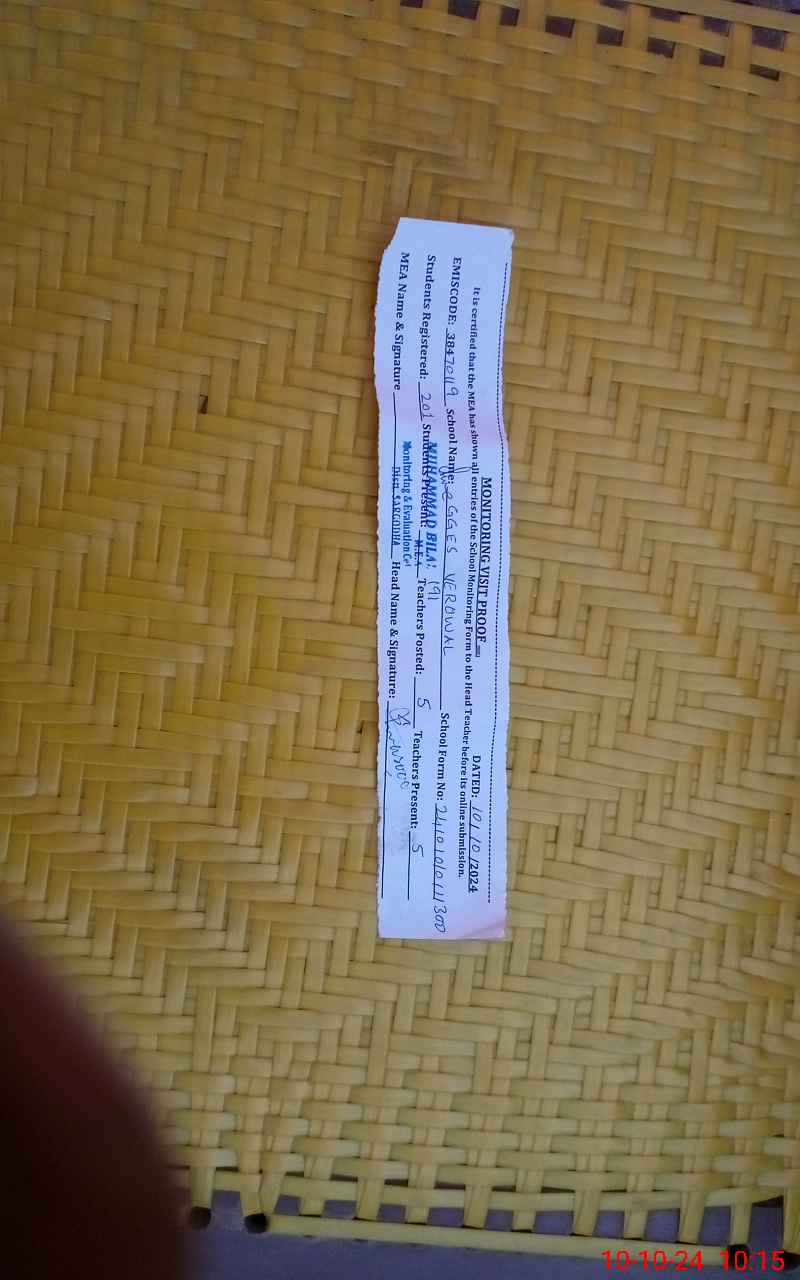 MONITORING VISIT PROOF DATED: 10/10/2024
It is certified that the MEA has shown all entries of the School Monitoring Form to the Head Teacher before its online submission.
EMISCODE: 38470119 School Name: GGES VEROWAL School Form No:
Students Registered: 201 Students Present: 191 Teachers Posted: 5 Teachers Present: 5
MEA Name & Signature Head Name & Signature:
MUHAMMAD BILAL
M.E.A
Monitoring & Evaluation Cell
Distt. SARGODHA
10-10-24 10:15